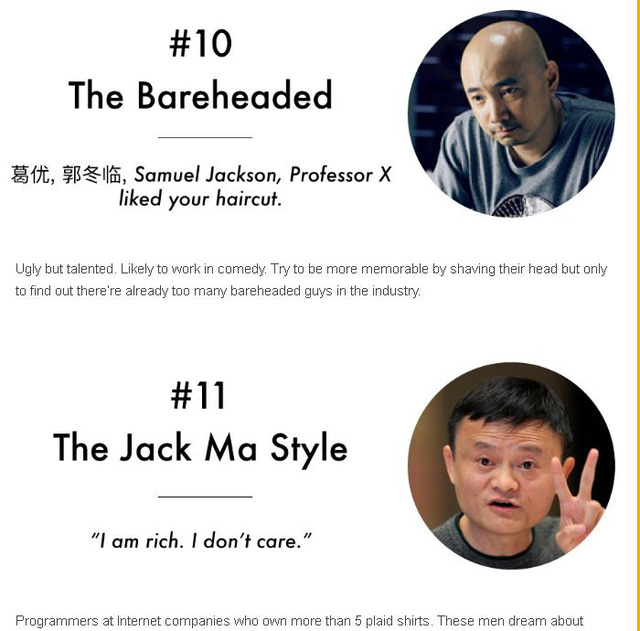 #10
The Bareheaded
葛优, 郭冬临, Samuel Jackson, Professor X
liked your haircut.
Ugly but talented. Likely to work in comedy. Try to be more memorable by shaving their head but only
to find out there're already too many bareheaded guys in the industry.
#11
The Jack Ma Style
“I am rich. I don’t care.”
Programmers at Internet companies who own more than 5 plaid shirts. These men dream about